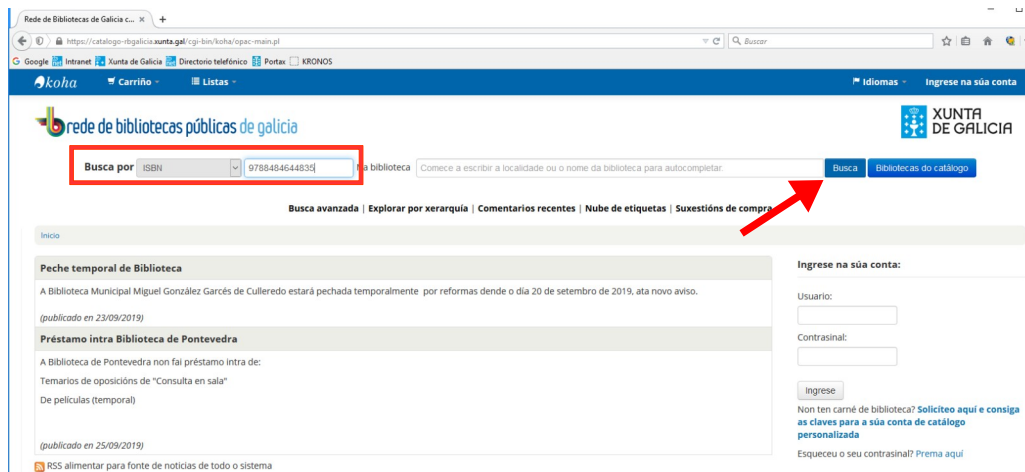 Rede de Bibliotecas de Galicia c... × +
https://catalogo-rbgalicia.xunta.gal/cgi-bin/koha/opac-main.pl Buscar
Google Intranet Xunta de Galicia Directorio telefónico Portax KRONOS
koha Carriño Listas Idiomas Ingrese na súa conta
rede de bibliotecas públicas de galicia
XUNTA
DE GALICIA
Busca por ISBN 9788484644835 a biblioteca Comece a escribir a localidade ou o nome da biblioteca para autocompletar. Busca Bibliotecas do catálogo
Busca avanzada | Explorar por xerarquía | Comentarios recentes | Nube de etiquetas | Suxestións de compra
Inicio
Peche temporal de Biblioteca
A Biblioteca Municipal Miguel González Garcés de Culleredo estará pechada temporalmente por reformas dende o día 20 de setembro de 2019, ata novo aviso.
(publicado en 23/09/2019)
Préstamo intra Biblioteca de Pontevedra
A Biblioteca de Pontevedra non fai préstamo intra de:
Temarios de oposicións de "Consulta en sala"
De películas (temporal)
(publicado en 25/09/2019)
RSS alimentar para fonte de noticias de todo o sistema
Ingrese na súa conta:
Usuario:
Contrasinal:
Ingrese
Non ten carné de biblioteca? Solicíteo aquí e consiga
as claves para a súa conta de catálogo
personalizada
Esqueceu o seu contrasinal? Prema aquí